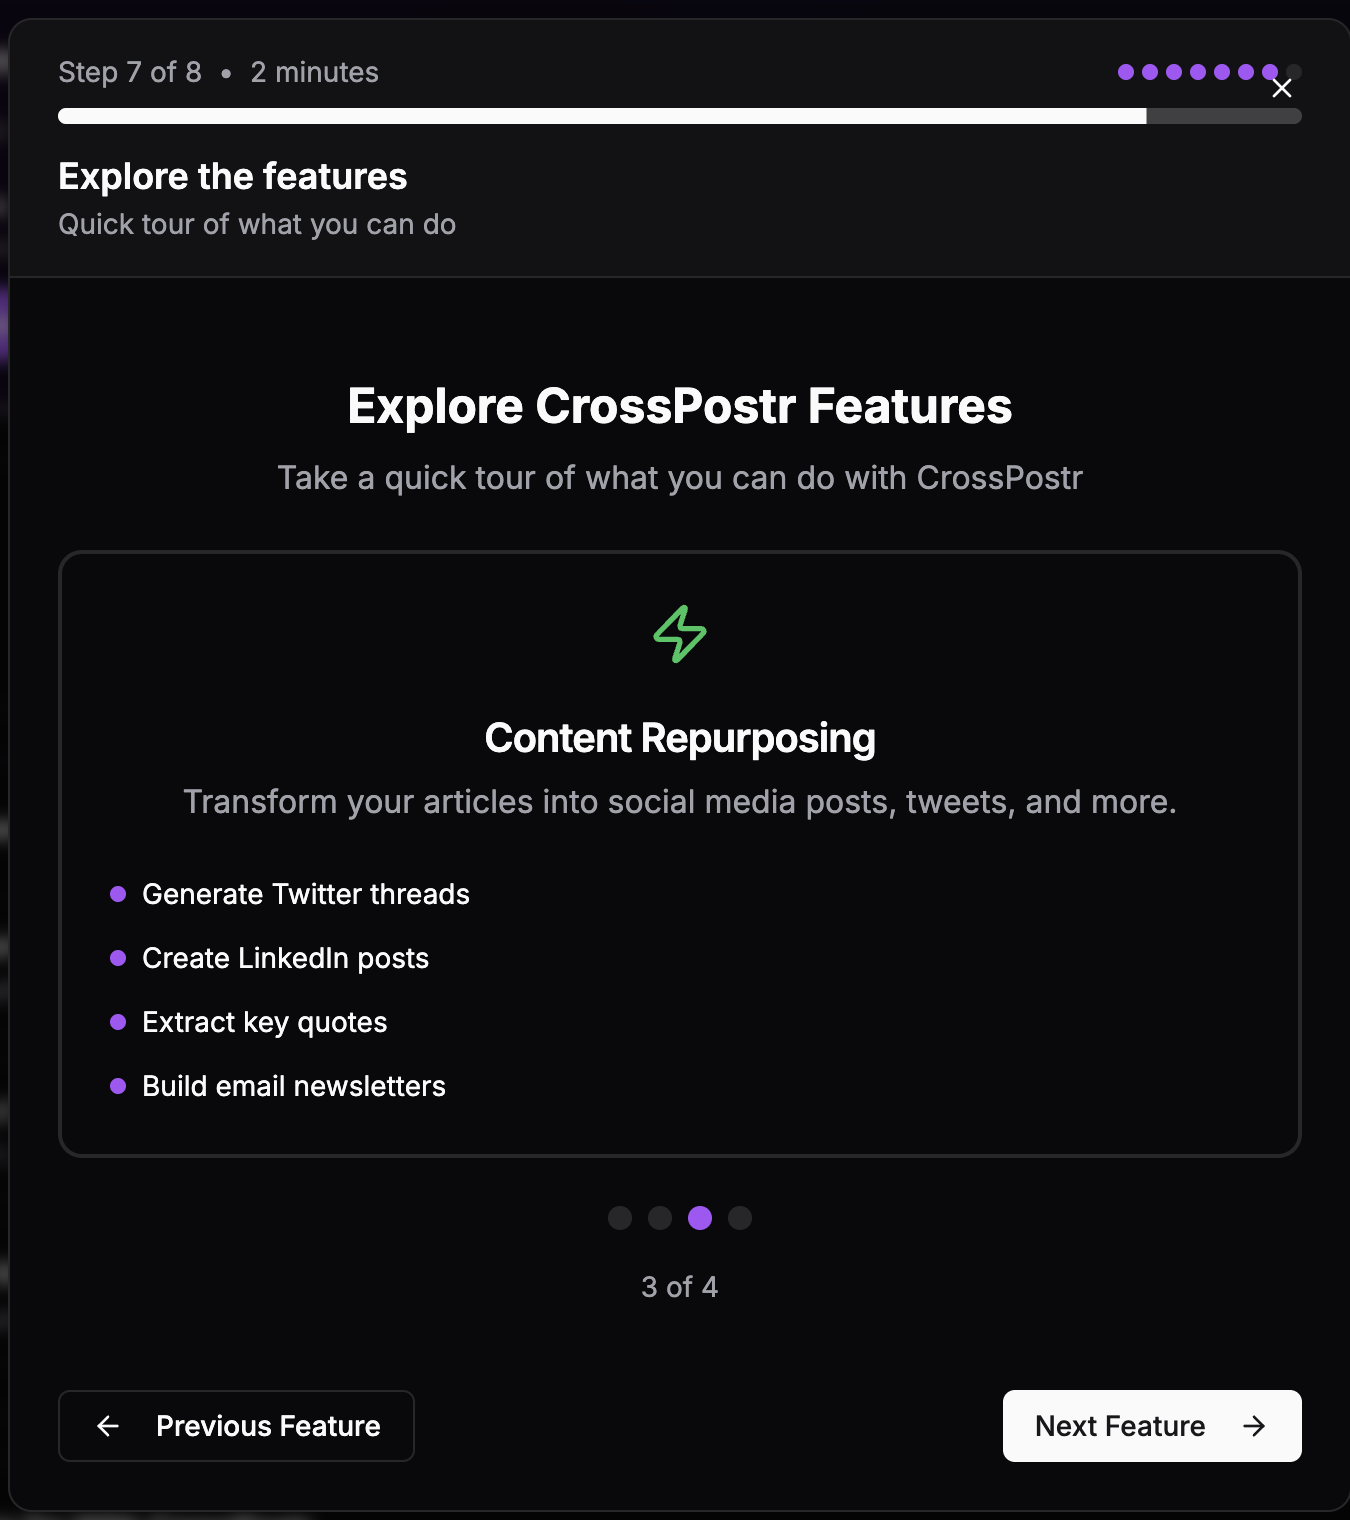 Step 7 of 8 • 2 minutes
Explore the features
Quick tour of what you can do
Explore CrossPostr Features
Take a quick tour of what you can do with CrossPostr
Content Repurposing
Transform your articles into social media posts, tweets, and more.
Generate Twitter threads
Create LinkedIn posts
Extract key quotes
Build email newsletters
3 of 4
Previous Feature
Next Feature